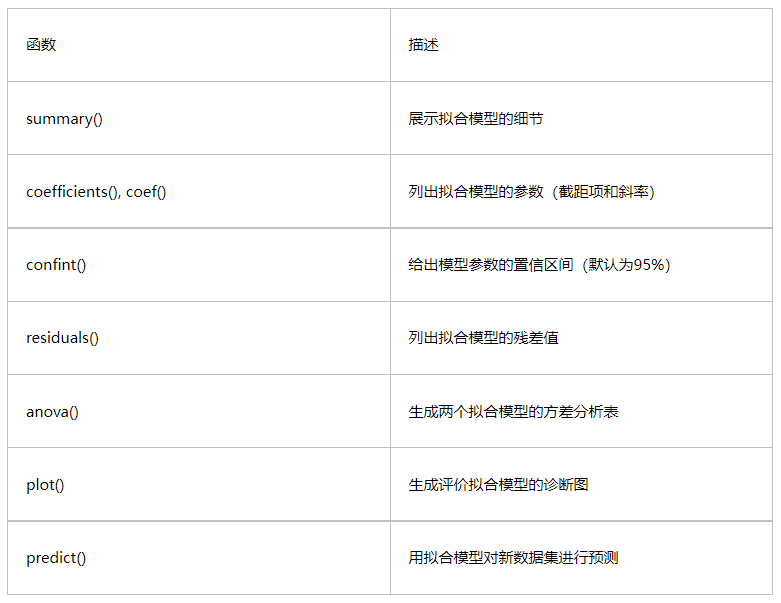 函数 描述
summary() 展示拟合模型的细节
coefficients(), coef() 列出拟合模型的参数（截距项和斜率）
confint() 给出模型参数的置信区间（默认为95%）
residuals() 列出拟合模型的残差值
anova() 生成两个拟合模型的方差分析表
plot() 生成评价拟合模型的诊断图
predict() 用拟合模型对新数据集进行预测